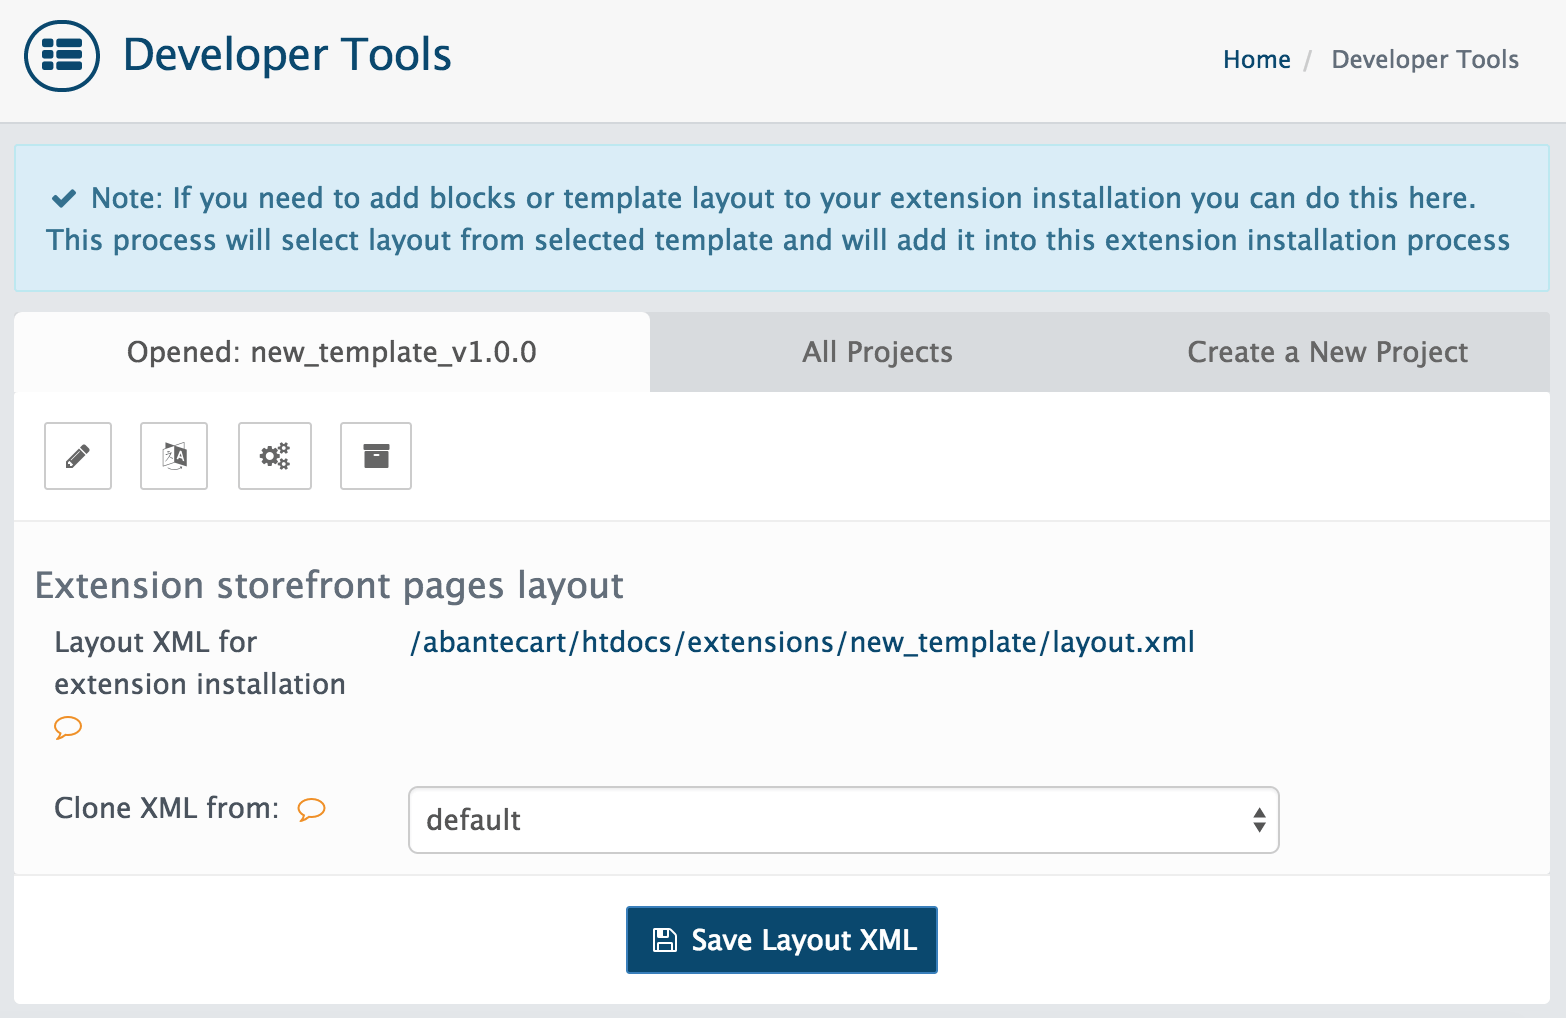 Developer Tools
Home / Developer Tools
Note: If you need to add blocks or template layout to your extension installation you can do this here.
This process will select layout from selected template and will add it into this extension installation process
Opened: new_template_v1.0.0
All Projects
Create a New Project
Extension storefront pages layout
Layout XML for
extension installation
/abantecart/htdocs/extensions/new_template/layout.xml
Clone XML from:
default
Save Layout XML